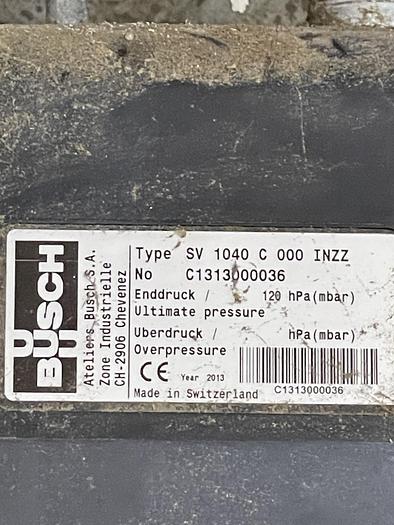 BUSCH
Ateliers Busch S.A.
Zone Industrielle
CH-2906 Chevenez
Type SV 1040 C 000 INZZ
No C1313000036
Enddruck / 120 hPa(mbar)
Ultimate pressure
Uberdruck / hPa(mbar)
Overpressure
CE Year 2013
C1313000036
Made in Switzerland